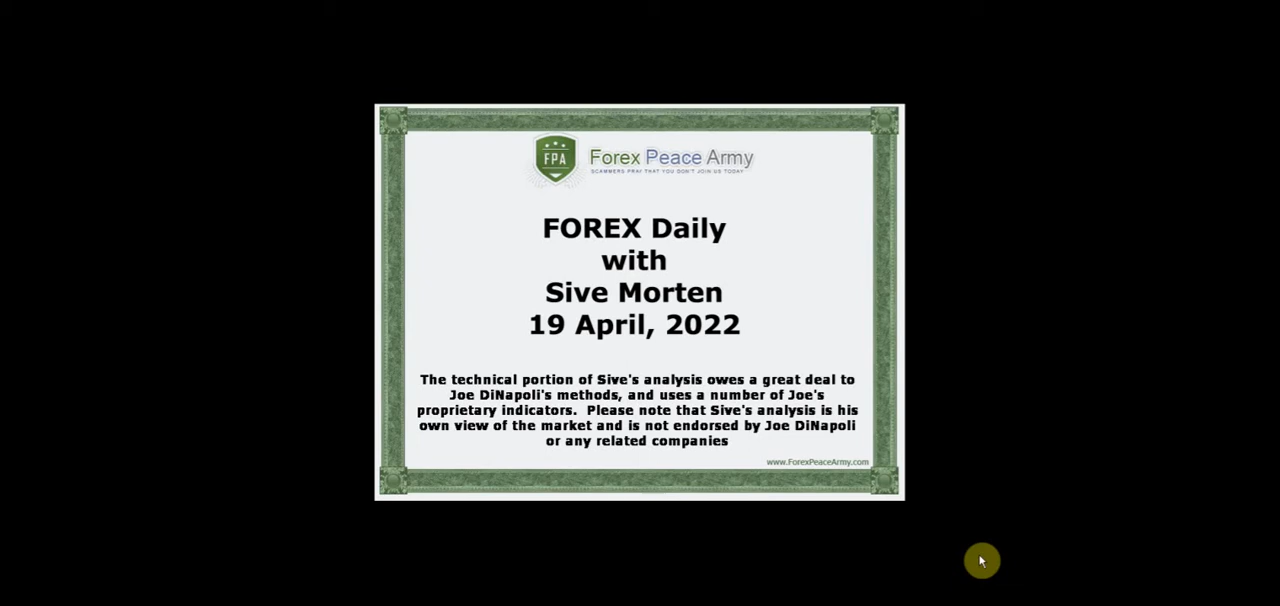 FPA
Forex Peace Army
SCAMMERS PRAY THAT YOU DON'T JOIN US TODAY
FOREX Daily
with
Sive Morten
19 April, 2022
The technical portion of Sive's analysis owes a great deal to
Joe DiNapoli's methods, and uses a number of Joe's
proprietary indicators.  Please note that Sive's analysis is his
own view of the market and is not endorsed by Joe DiNapoli
or any related companies
www.ForexPeaceArmy.com